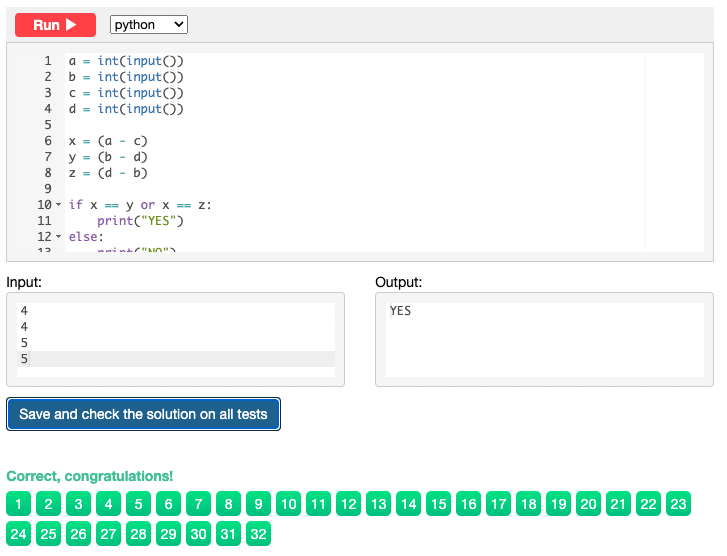 Run
python
1 a = int(input())
2 b = int(input())
3 c = int(input())
4 d = int(input())
5
6 x = (a - c)
7 y = (b - d)
8 z = (d - b)
9
10 if x == y or x == z:
11     print("YES")
12 else:
13     print("NO")
Input:
4
4
5
5
Output:
YES
Save and check the solution on all tests
Correct, congratulations!
1 2 3 4 5 6 7 8 9 10 11 12 13 14 15 16 17 18 19 20 21 22 23
24 25 26 27 28 29 30 31 32